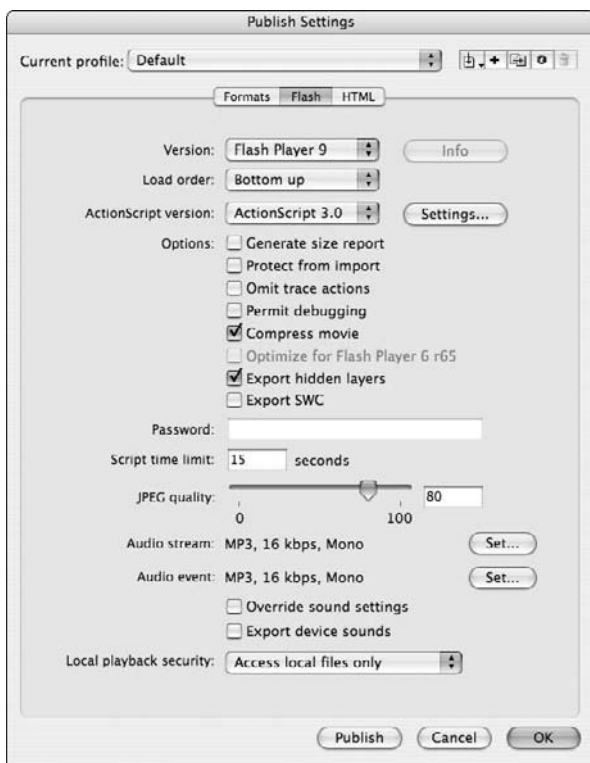 Publish Settings
Current profile: Default
Formats Flash HTML
Version: Flash Player 9 Info
Load order: Bottom up
ActionScript version: ActionScript 3.0 Settings...
Options: Generate size report
Protect from import
Omit trace actions
Permit debugging
Compress movie
Optimize for Flash Player 6 r65
Export hidden layers
Export SWC
Password:
Script time limit: 15 seconds
JPEG quality: 80
0 100
Audio stream: MP3, 16 kbps, Mono Set...
Audio event: MP3, 16 kbps, Mono Set...
Override sound settings
Export device sounds
Local playback security: Access local files only
Publish Cancel OK